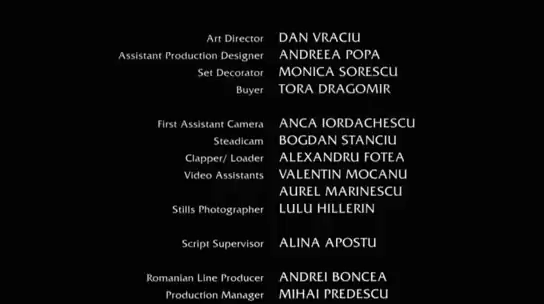 Art Director DAN VRACIU
Assistant Production Designer ANDREEA POPA
Set Decorator MONICA SORESCU
Buyer TORA DRAGOMIR
First Assistant Camera ANCA IORDACHESCU
Steadicam BOGDAN STANCIU
Clapper/ Loader ALEXANDRU FOTEA
Video Assistants VALENTIN MOCANU
AUREL MARINESCU
Stills Photographer LULU HILLERIN
Script Supervisor ALINA APOSTU
Romanian Line Producer ANDREI BONCEA
Production Manager MIHAI PREDESCU